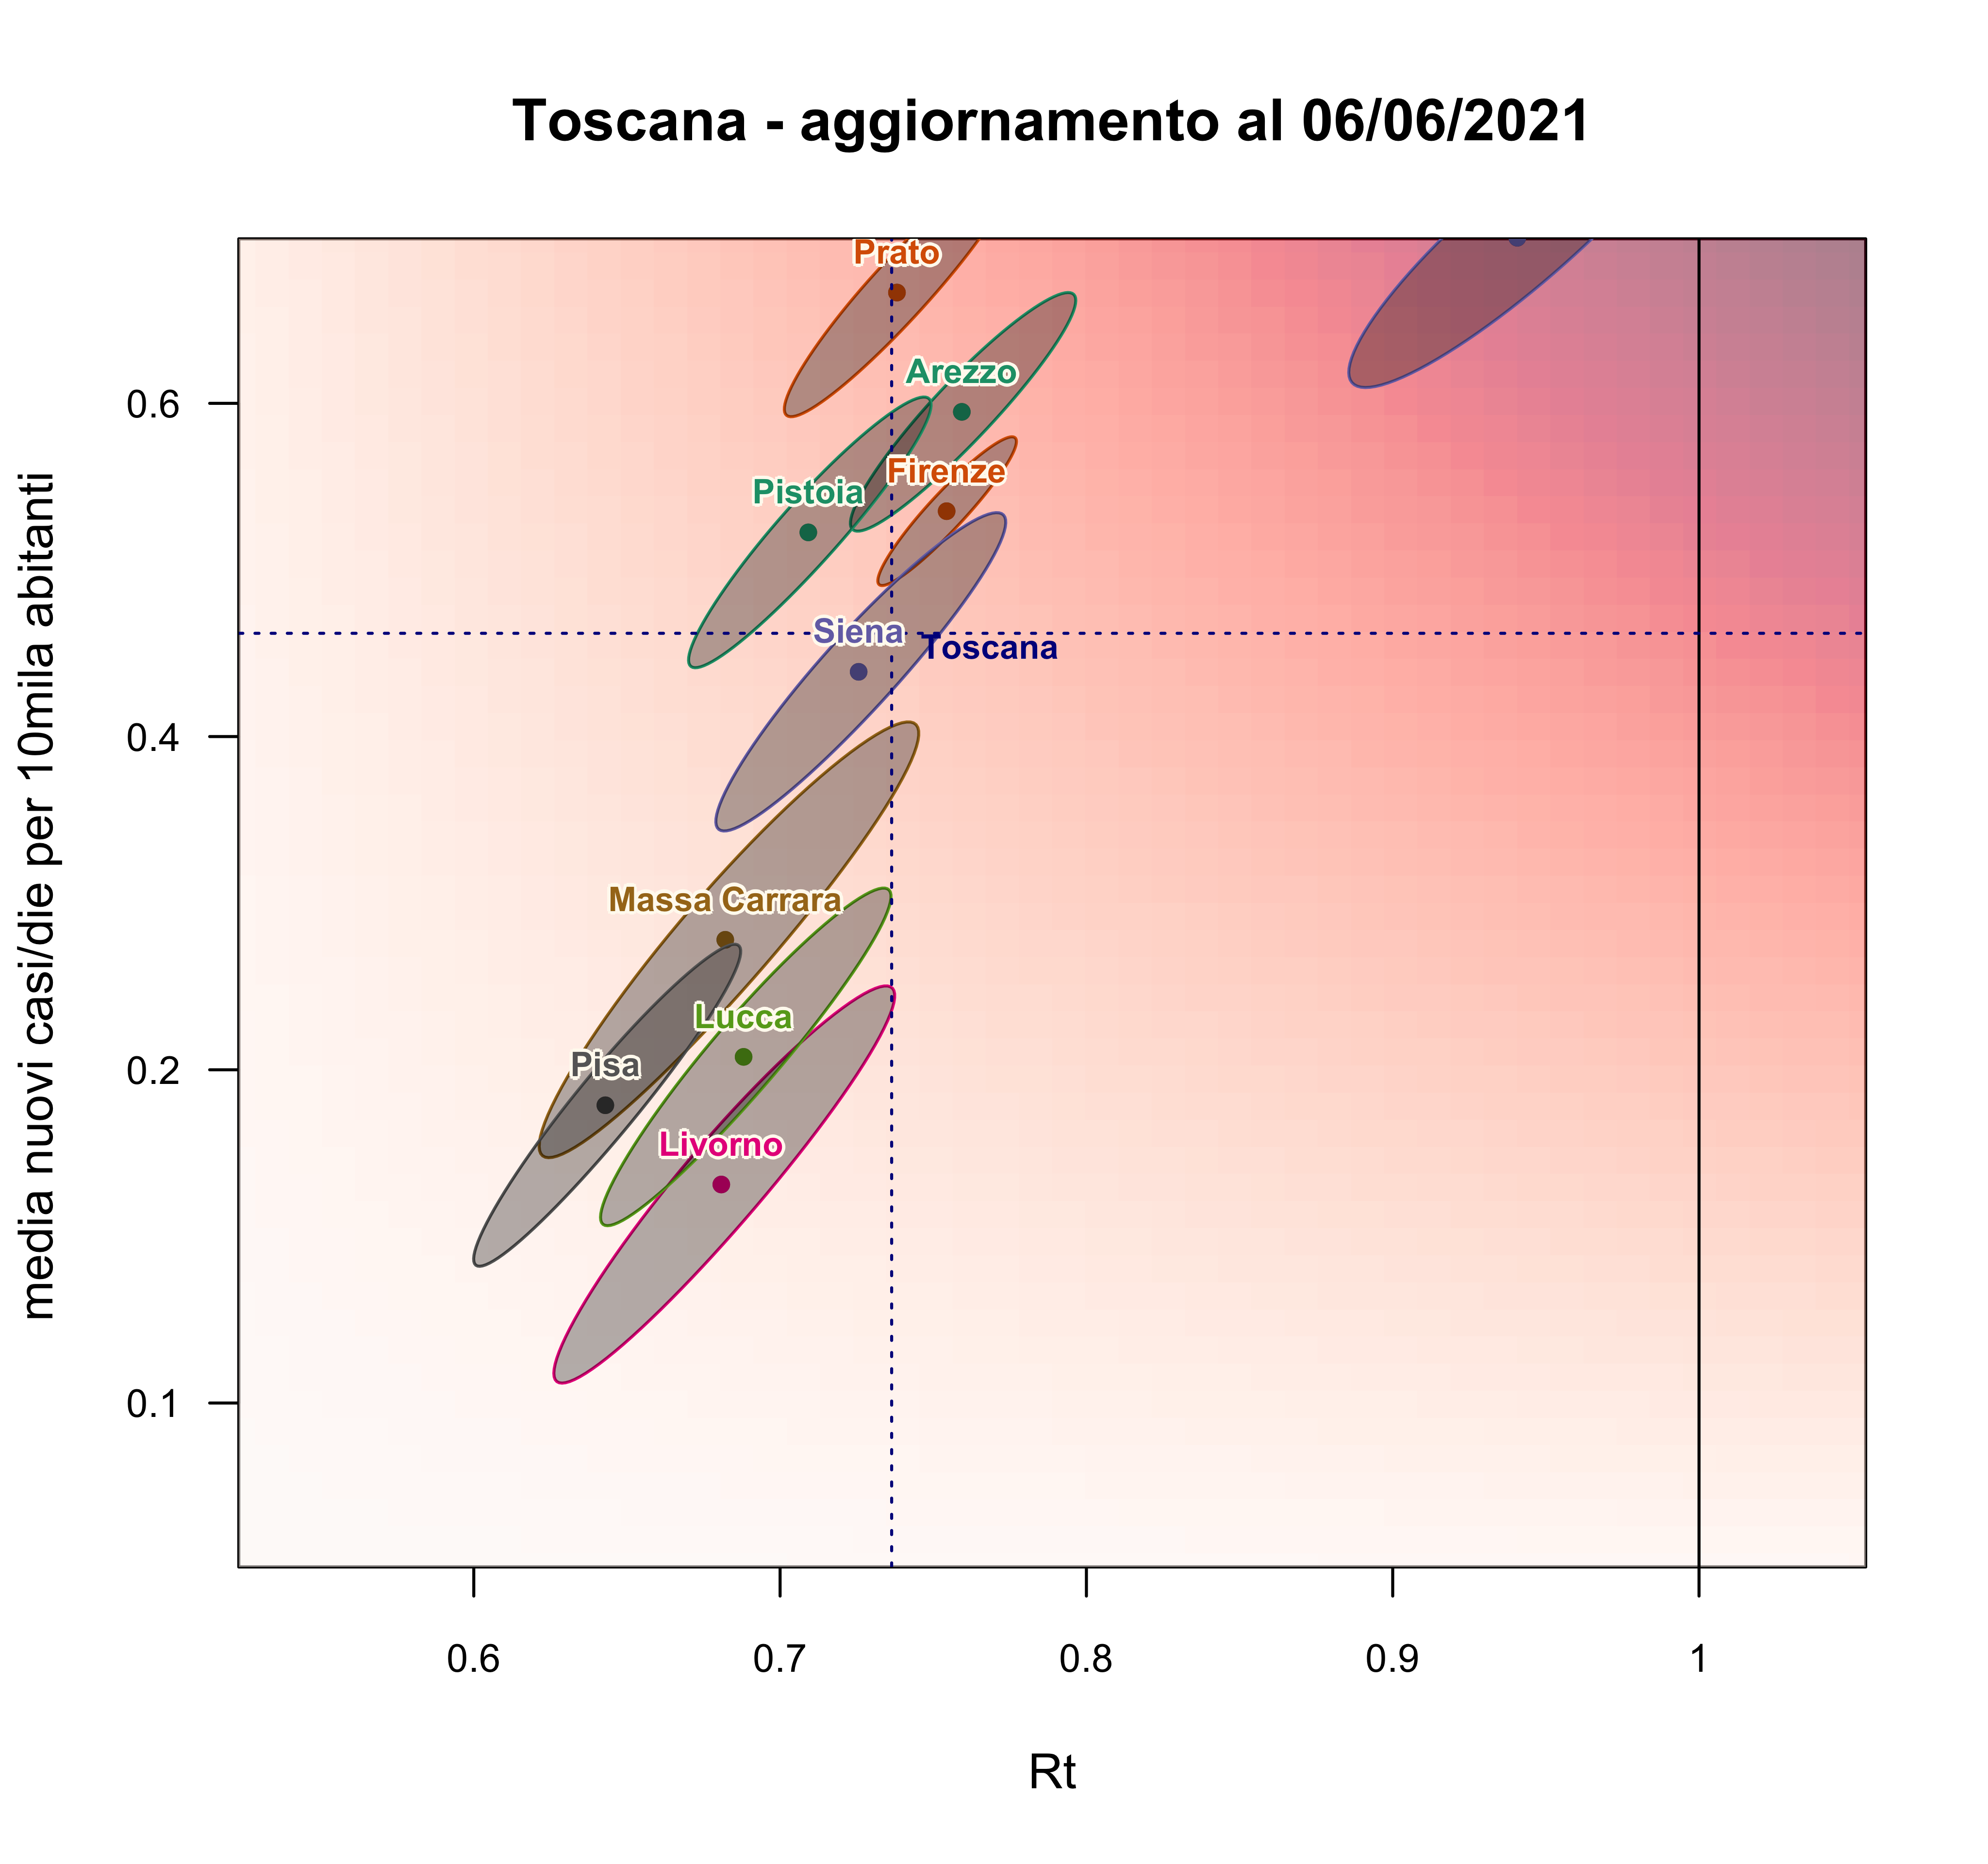 Toscana - aggiornamento al 06/06/2021
Prato
Arezzo
Firenze
Pistoia
Siena
Toscana
Massa Carrara
Lucca
Pisa
Livorno
media nuovi casi/die per 10mila abitanti
0.6
0.4
0.2
0.1
0.6 0.7 0.8 0.9 1
Rt